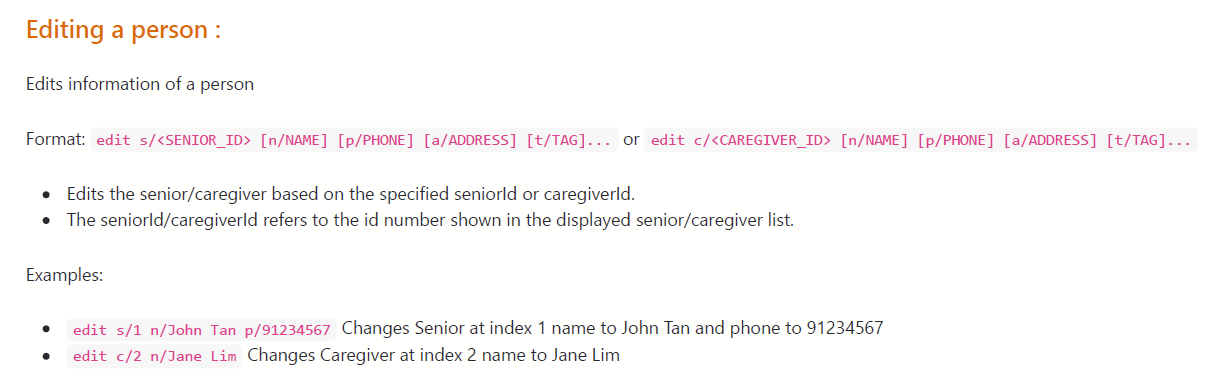 Editing a person :
Edits information of a person
Format: edit s/<SENIOR_ID> [n/NAME] [p/PHONE] [a/ADDRESS] [t/TAG]... or edit c/<CAREGIVER_ID> [n/NAME] [p/PHONE] [a/ADDRESS] [t/TAG]...
• Edits the senior/caregiver based on the specified seniorId or caregiverId.
• The seniorId/caregiverId refers to the id number shown in the displayed senior/caregiver list.
Examples:
• edit s/1 n/John Tan p/91234567 Changes Senior at index 1 name to John Tan and phone to 91234567
• edit c/2 n/Jane Lim Changes Caregiver at index 2 name to Jane Lim